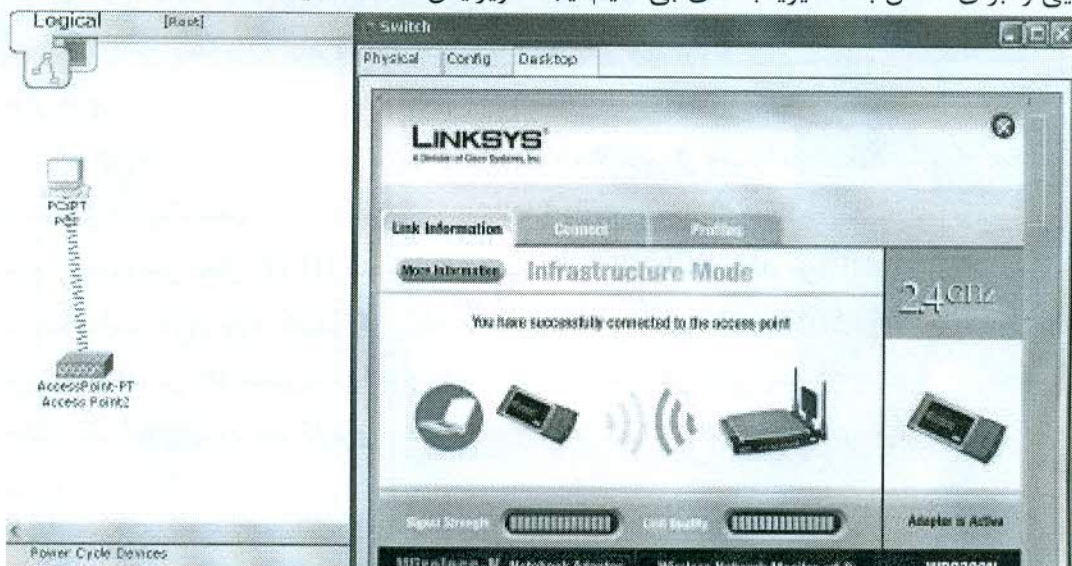 Logical [Root]
Switch
Physical Config Desktop
LINKSYS®
A Division of Cisco Systems, Inc.
Link Information Connect Profiles
More Information Infrastructure Mode
2.4GHz
You have successfully connected to the access point
PC-PT
AccessPoint-PT
Access Point2
Signal Strength Link Quality Adapter is Active
Power Cycle Devices
Notebook Adapter Wireless Network Monitor